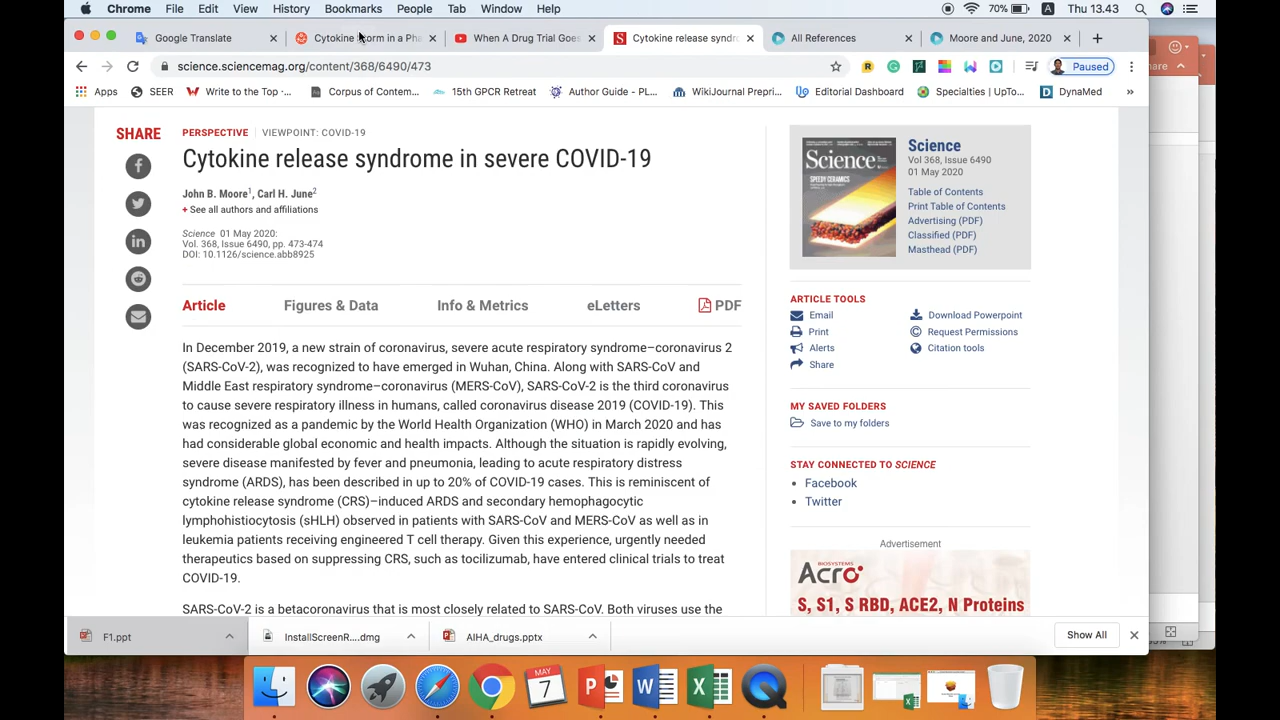 Chrome File Edit View History Bookmarks People Tab Window Help 70% A Thu 13.43
Google Translate Cytokine Storm in a Pha When A Drug Trial Goes Cytokine release syndro All References Moore and June, 2020
science.sciencemag.org/content/368/6490/473 Paused
Apps SEER Write to the Top -... Corpus of Contem... 15th GPCR Retreat Author Guide - PL... WikiJournal Prepri... Editorial Dashboard Specialties | UpTo... DynaMed
SHARE
PERSPECTIVE VIEWPOINT: COVID-19
Cytokine release syndrome in severe COVID-19
John B. Moore1, Carl H. June2
+ See all authors and affiliations
Science 01 May 2020:
Vol. 368, Issue 6490, pp. 473-474
DOI: 10.1126/science.abb8925
Article Figures & Data Info & Metrics eLetters PDF
In December 2019, a new strain of coronavirus, severe acute respiratory syndrome–coronavirus 2
(SARS-CoV-2), was recognized to have emerged in Wuhan, China. Along with SARS-CoV and
Middle East respiratory syndrome–coronavirus (MERS-CoV), SARS-CoV-2 is the third coronavirus
to cause severe respiratory illness in humans, called coronavirus disease 2019 (COVID-19). This
was recognized as a pandemic by the World Health Organization (WHO) in March 2020 and has
had considerable global economic and health impacts. Although the situation is rapidly evolving,
severe disease manifested by fever and pneumonia, leading to acute respiratory distress
syndrome (ARDS), has been described in up to 20% of COVID-19 cases. This is reminiscent of
cytokine release syndrome (CRS)–induced ARDS and secondary hemophagocytic
lymphohistiocytosis (sHLH) observed in patients with SARS-CoV and MERS-CoV as well as in
leukemia patients receiving engineered T cell therapy. Given this experience, urgently needed
therapeutics based on suppressing CRS, such as tocilizumab, have entered clinical trials to treat
COVID-19.
SARS-CoV-2 is a betacoronavirus that is most closely related to SARS-CoV. Both viruses use the
Science
SPEEDY CERAMICS
Science
Vol 368, Issue 6490
01 May 2020
Table of Contents
Print Table of Contents
Advertising (PDF)
Classified (PDF)
Masthead (PDF)
ARTICLE TOOLS
Email Download Powerpoint
Print Request Permissions
Alerts Citation tools
Share
MY SAVED FOLDERS
Save to my folders
STAY CONNECTED TO SCIENCE
Facebook
Twitter
Advertisement
BIOSYSTEMS
Acro
S, S1, S RBD, ACE2, N Proteins
F1.ppt InstallScreenR....dmg AIHA_drugs.pptx Show All
MAY
7